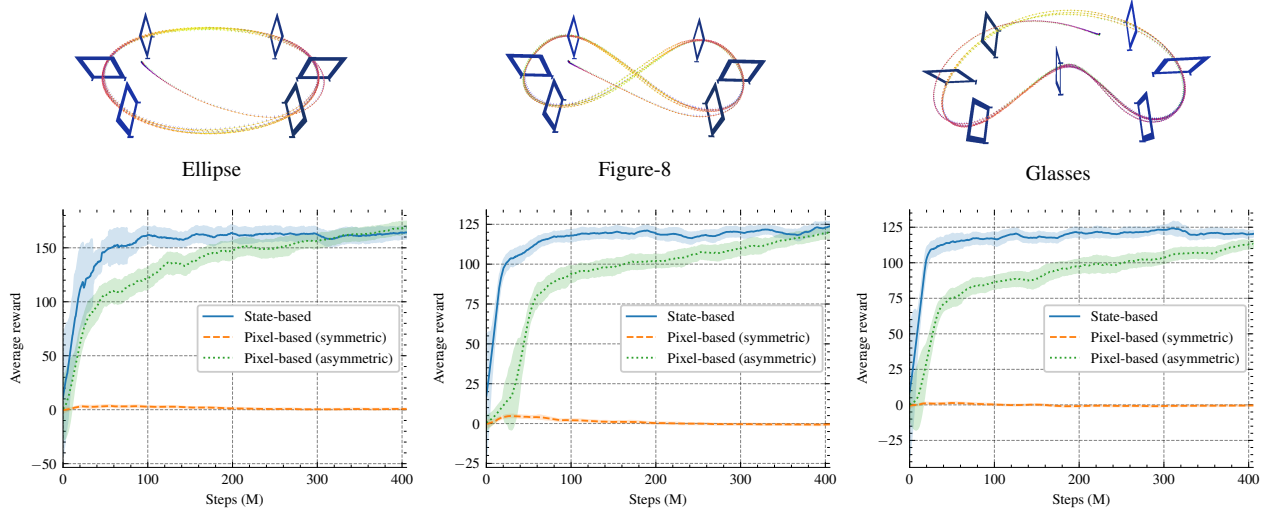 Ellipse
Figure-8
Glasses
Average reward
150
100
50
0
−50
State-based
Pixel-based (symmetric)
Pixel-based (asymmetric)
0
100
200
300
400
Steps (M)
Average reward
125
100
75
50
25
0
−25
State-based
Pixel-based (symmetric)
Pixel-based (asymmetric)
0
100
200
300
400
Steps (M)
Average reward
125
100
75
50
25
0
−25
State-based
Pixel-based (symmetric)
Pixel-based (asymmetric)
0
100
200
300
400
Steps (M)